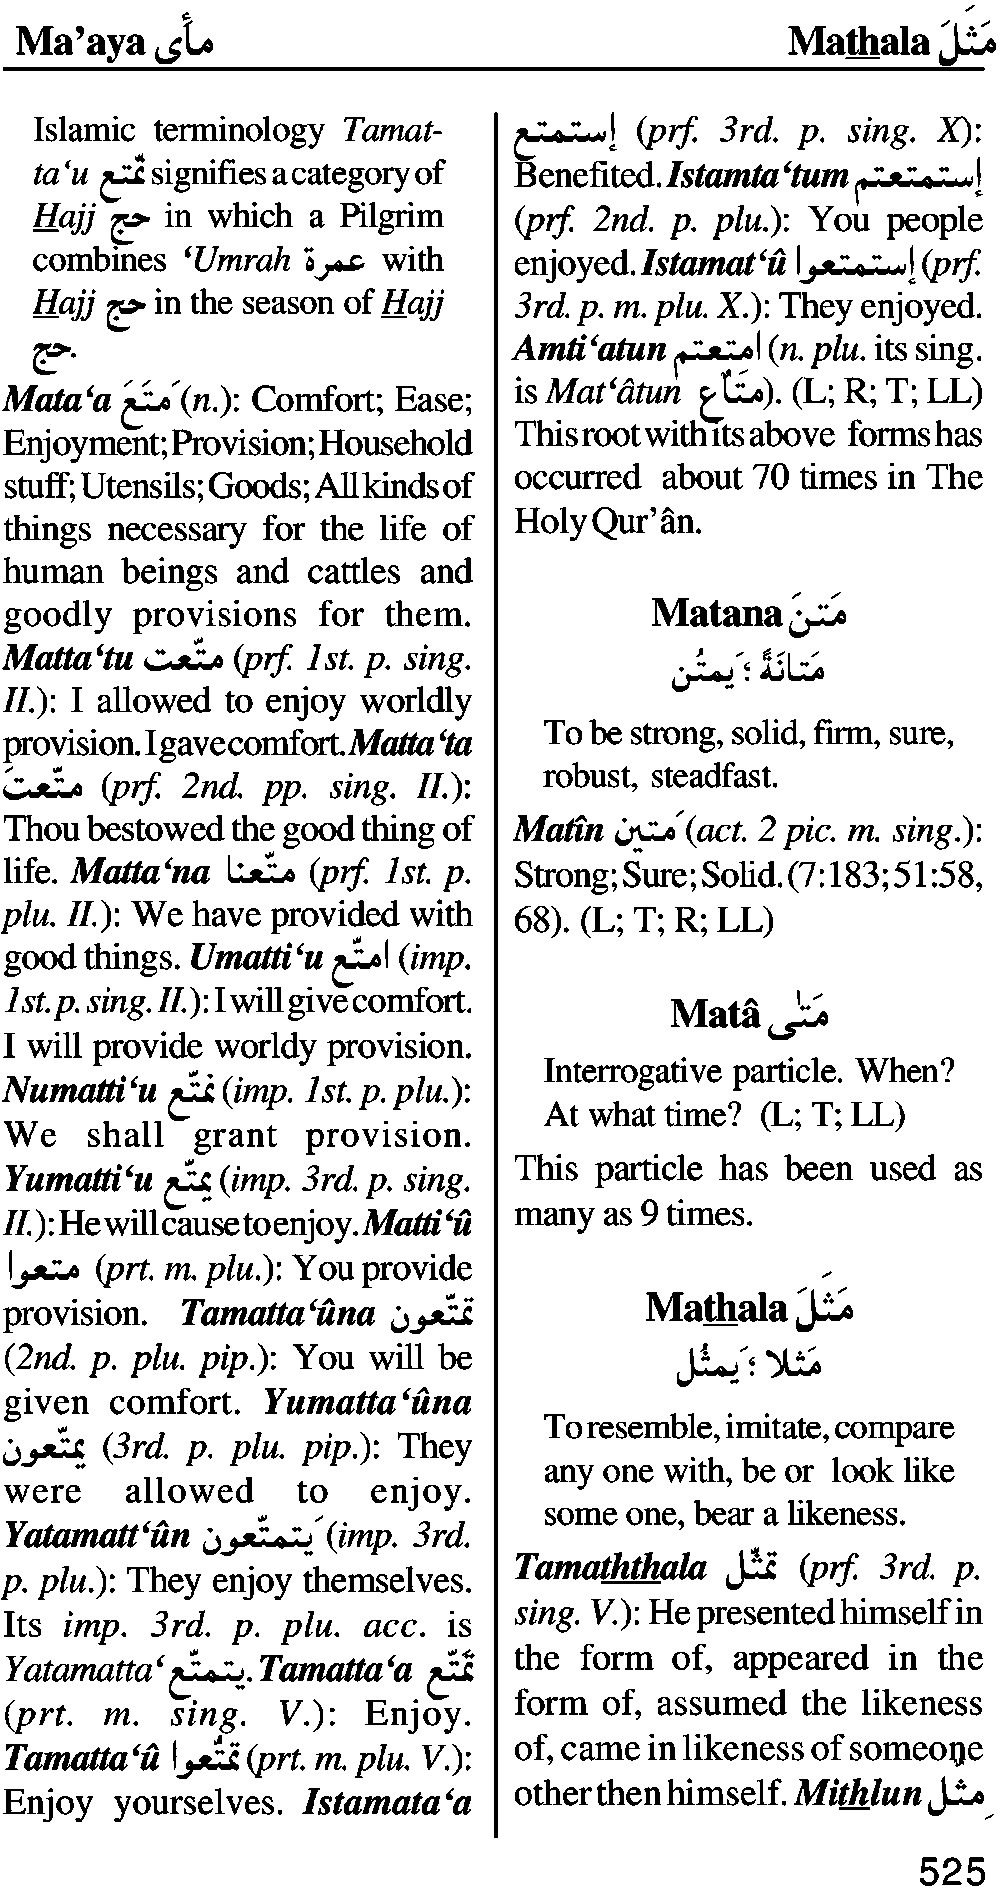 Ma’aya مأى
Mathala مَثَلَ
Islamic terminology Tamat-
ta‘u تمتّع signifies a category of
Hajj حج in which a Pilgrim
combines ‘Umrah عمرة with
Hajj حج in the season of Hajj
حج.
Mata‘a مَتَعَ (n.): Comfort; Ease;
Enjoyment; Provision; Household
stuff; Utensils; Goods; All kinds of
things necessary for the life of
human beings and cattles and
goodly provisions for them.
Matta‘tu متّعت (prf. 1st. p. sing.
II.): I allowed to enjoy worldly
provision. I gave comfort. Matta‘ta
متّعتَ (prf. 2nd. pp. sing. II.):
Thou bestowed the good thing of
life. Matta‘na متّعنا (prf. 1st. p.
plu. II.): We have provided with
good things. Umatti‘u امتّع (imp.
1st. p. sing. II.): I will give comfort.
I will provide worldy provision.
Numatti‘u نمتّع (imp. 1st. p. plu.):
We shall grant provision.
Yumatti‘u يمتّع (imp. 3rd. p. sing.
II.): He will cause to enjoy. Matti‘û
متعوا (prt. m. plu.): You provide
provision. Tamatta‘ûna تمتّعون
(2nd. p. plu. pip.): You will be
given comfort. Yumatta‘ûna
يمتّعون (3rd. p. plu. pip.): They
were allowed to enjoy.
Yatamatt‘ûn يَتمتّعون (imp. 3rd.
p. plu.): They enjoy themselves.
Its imp. 3rd. p. plu. acc. is
Yatamatta‘ يتمتّع. Tamatta‘a تمتّع
(prt. m. sing. V.): Enjoy.
Tamatta‘û تمتّعوا (prt. m. plu. V.):
Enjoy yourselves. Istamata‘a
إستمتع (prf. 3rd. p. sing. X):
Benefited. Istamta‘tum إستمتعتم
(prf. 2nd. p. plu.): You people
enjoyed. Istamat‘û إستمتعوا (prf.
3rd. p. m. plu. X.): They enjoyed.
Amti‘atun امتعتم (n. plu. its sing.
is Mat‘âtun مَتاٌع). (L; R; T; LL)
This root with its above forms has
occurred about 70 times in The
Holy Qur’ân.
Matana مَتنَ
مَتانَةً ؛ يَمتُن
To be strong, solid, firm, sure,
robust, steadfast.
Matîn مَتين (act. 2 pic. m. sing.):
Strong; Sure; Solid. (7:183; 51:58,
68). (L; T; R; LL)
Matâ مَتٰى
Interrogative particle. When?
At what time? (L; T; LL)
This particle has been used as
many as 9 times.
Mathala مَثَلَ
مَثلا ؛ يَمثُل
To resemble, imitate, compare
any one with, be or look like
some one, bear a likeness.
Tamaththala تمثّل (prf. 3rd. p.
sing. V.): He presented himself in
the form of, appeared in the
form of, assumed the likeness
of, came in likeness of someone
other then himself. Mithlun مِثل
525